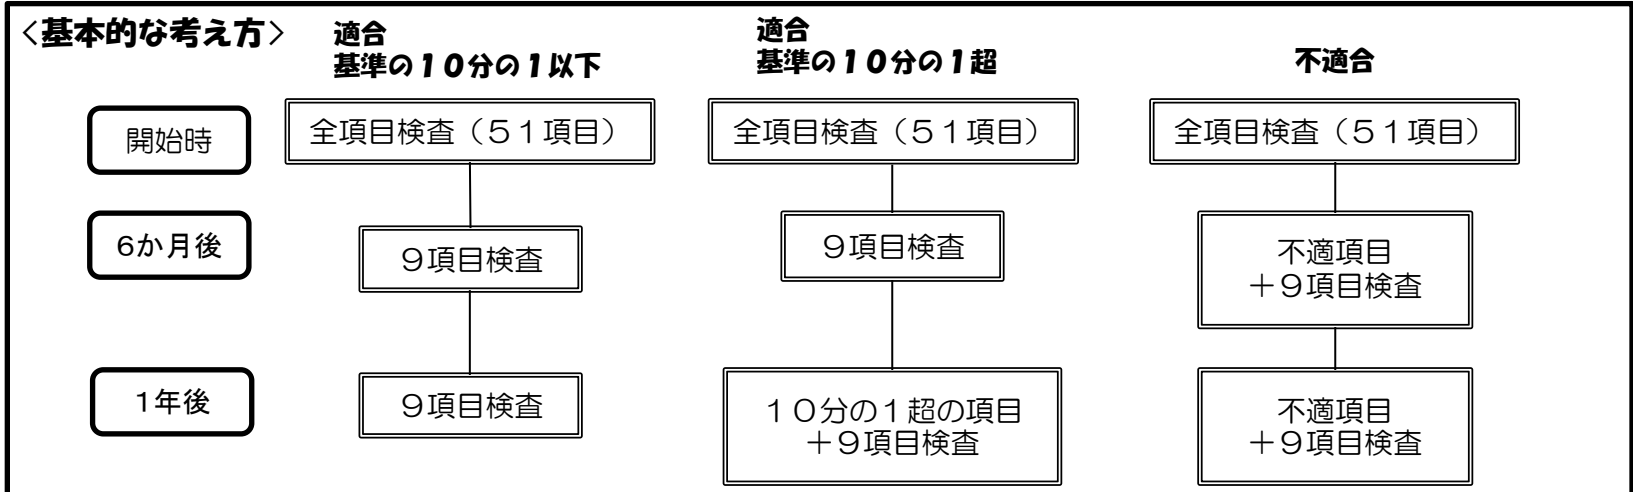 ＜基本的な考え方＞
適合
基準の１０分の１以下
適合
基準の１０分の１超
不適合
開始時
全項目検査（５１項目）
全項目検査（５１項目）
全項目検査（５１項目）
6か月後
９項目検査
９項目検査
不適項目
＋９項目検査
1年後
９項目検査
１０分の１超の項目
＋９項目検査
不適項目
＋９項目検査